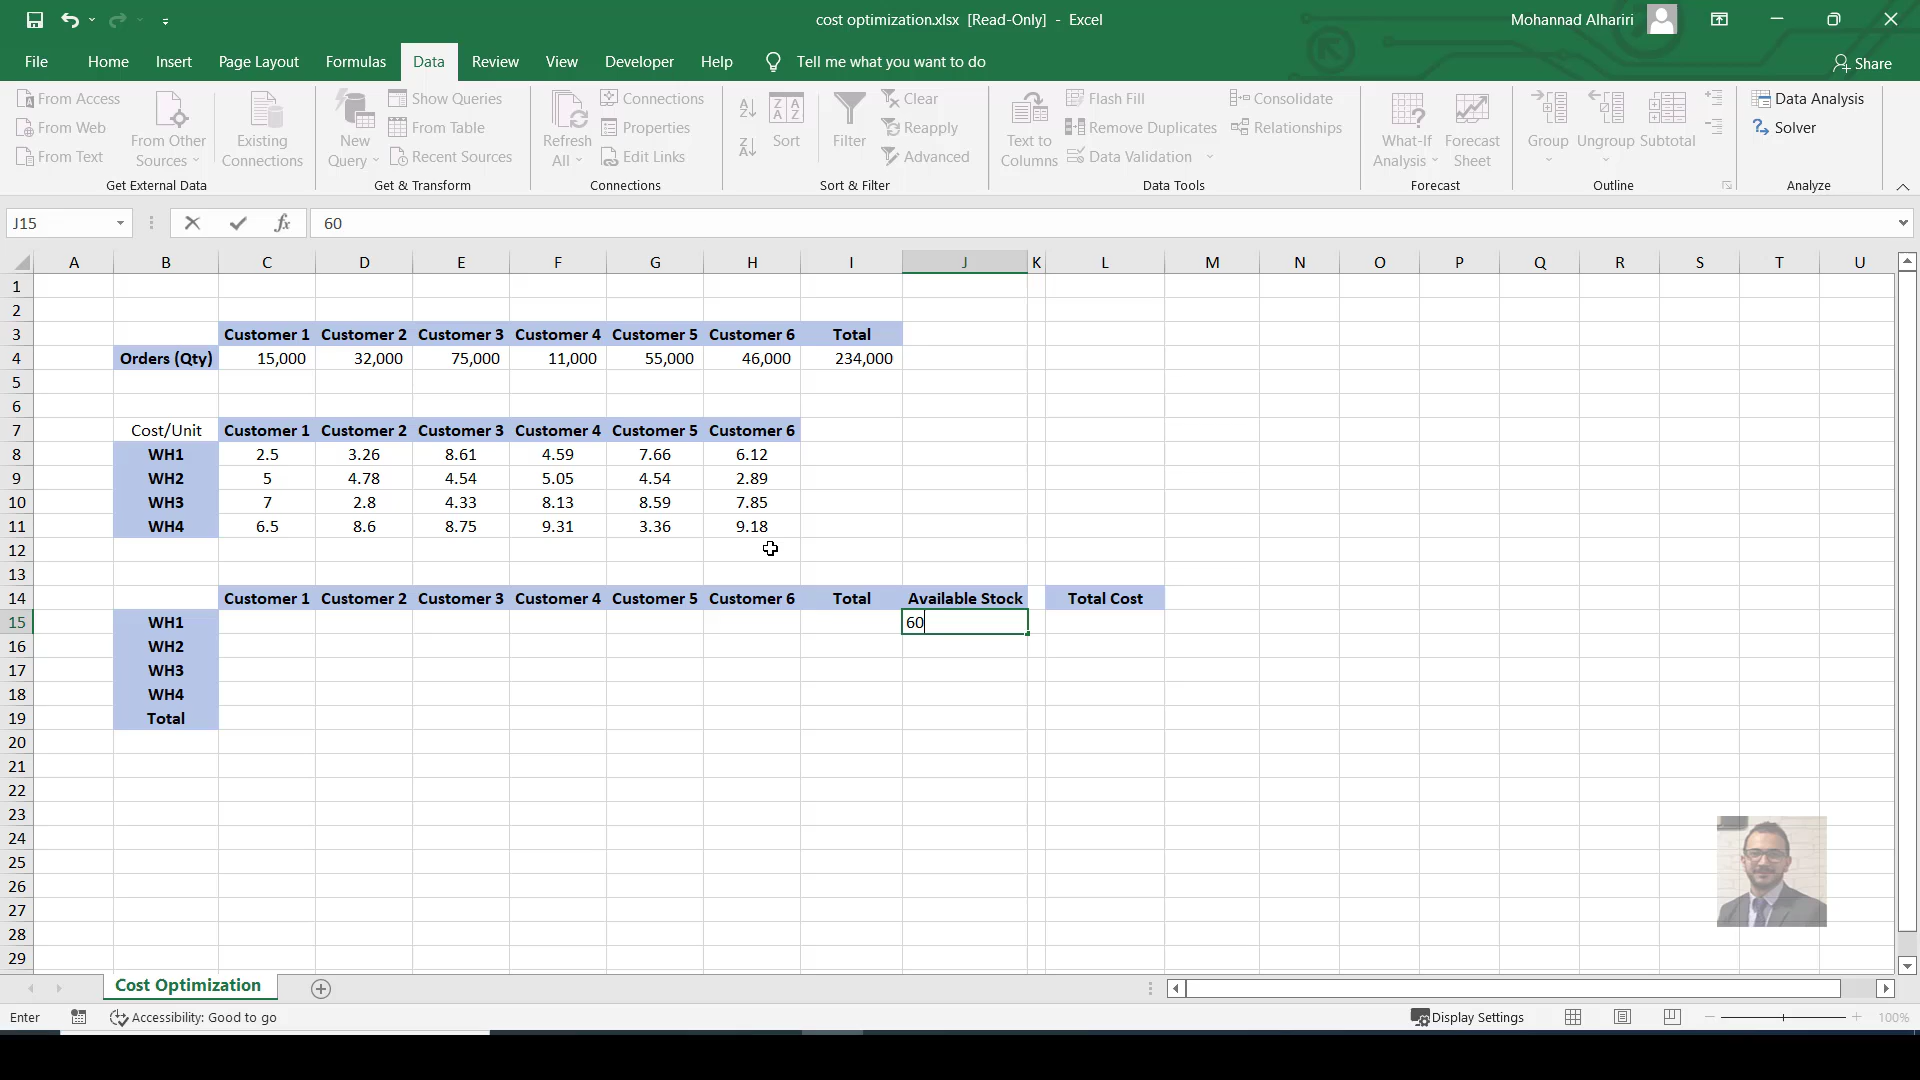 cost optimization.xlsx [Read-Only] - Excel
Mohannad Alhariri
File Home Insert Page Layout Formulas Data Review View Developer Help Tell me what you want to do
Share
From Access
From Web
From Text
From Other Sources
Existing Connections
Get External Data
New Query
Show Queries
From Table
Recent Sources
Get & Transform
Refresh All
Connections
Properties
Edit Links
Connections
Sort
Filter
Clear
Reapply
Advanced
Sort & Filter
Text to Columns
Flash Fill
Remove Duplicates
Data Validation
Consolidate
Relationships
Data Tools
What-If Analysis
Forecast Sheet
Forecast
Group
Ungroup
Subtotal
Outline
Data Analysis
Solver
Analyze
J15 fx 60
A B C D E F G H I J K L M N O P Q R S T U
1
2
3 Customer 1 Customer 2 Customer 3 Customer 4 Customer 5 Customer 6 Total
4 Orders (Qty) 15,000 32,000 75,000 11,000 55,000 46,000 234,000
5
6
7 Cost/Unit Customer 1 Customer 2 Customer 3 Customer 4 Customer 5 Customer 6
8 WH1 2.5 3.26 8.61 4.59 7.66 6.12
9 WH2 5 4.78 4.54 5.05 4.54 2.89
10 WH3 7 2.8 4.33 8.13 8.59 7.85
11 WH4 6.5 8.6 8.75 9.31 3.36 9.18
12
13
14 Customer 1 Customer 2 Customer 3 Customer 4 Customer 5 Customer 6 Total Available Stock Total Cost
15 WH1 60
16 WH2
17 WH3
18 WH4
19 Total
20
21
22
23
24
25
26
27
28
29
Cost Optimization
Enter
Accessibility: Good to go
Display Settings
100%